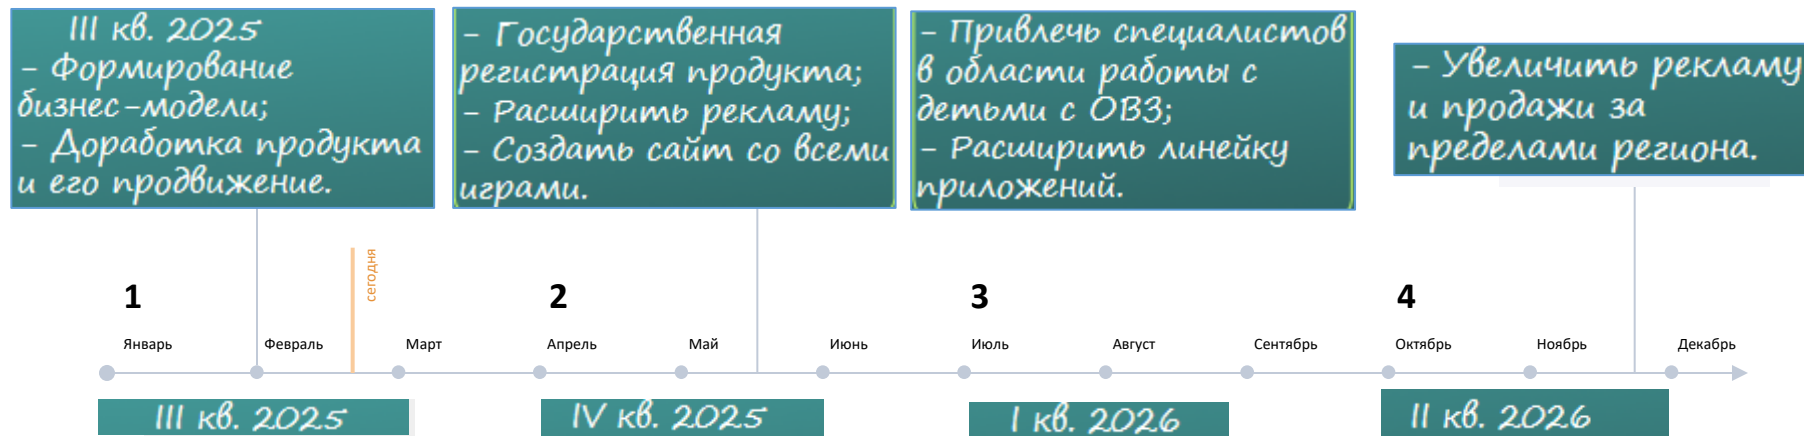 III кв. 2025
- Формирование
бизнес-модели;
- Доработка продукта
и его продвижение.
- Государственная
регистрация продукта;
- Расширить рекламу;
- Создать сайт со всеми
играми.
- Привлечь специалистов
в области работы с
детьми с ОВЗ;
- Расширить линейку
приложений.
- Увеличить рекламу
и продажи за
пределами региона.
сегодня
1
2
3
4
Январь
Февраль
Март
Апрель
Май
Июнь
Июль
Август
Сентябрь
Октябрь
Ноябрь
Декабрь
III кв. 2025
IV кв. 2025
I кв. 2026
II кв. 2026